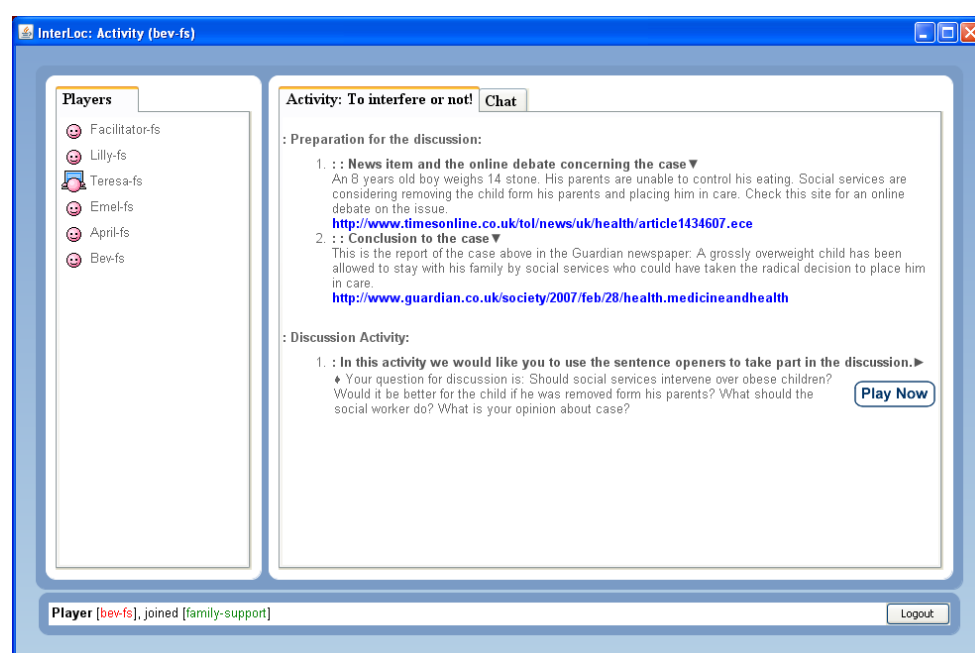 InterLoc: Activity (bev-fs)
Players
Facilitator-fs
Lilly-fs
Teresa-fs
Emel-fs
April-fs
Bev-fs
Activity: To interfere or not!
Chat
: Preparation for the discussion:
1. : : News item and the online debate concerning the case▼
An 8 years old boy weighs 14 stone. His parents are unable to control his eating. Social services are
considering removing the child form his parents and placing him in care. Check this site for an online
debate on the issue.
http://www.timesonline.co.uk/tol/news/uk/health/article1434607.ece
2. : : Conclusion to the case▼
This is the report of the case above in the Guardian newspaper: A grossly overweight child has been
allowed to stay with his family by social services who could have taken the radical decision to place him
in care.
http://www.guardian.co.uk/society/2007/feb/28/health.medicineandhealth
: Discussion Activity:
1. : In this activity we would like you to use the sentence openers to take part in the discussion.►
♦ Your question for discussion is: Should social services intervene over obese children?
Would it be better for the child if he was removed form his parents? What should the
social worker do? What is your opinion about case?
Play Now
Player [bev-fs], joined [family-support]
Logout